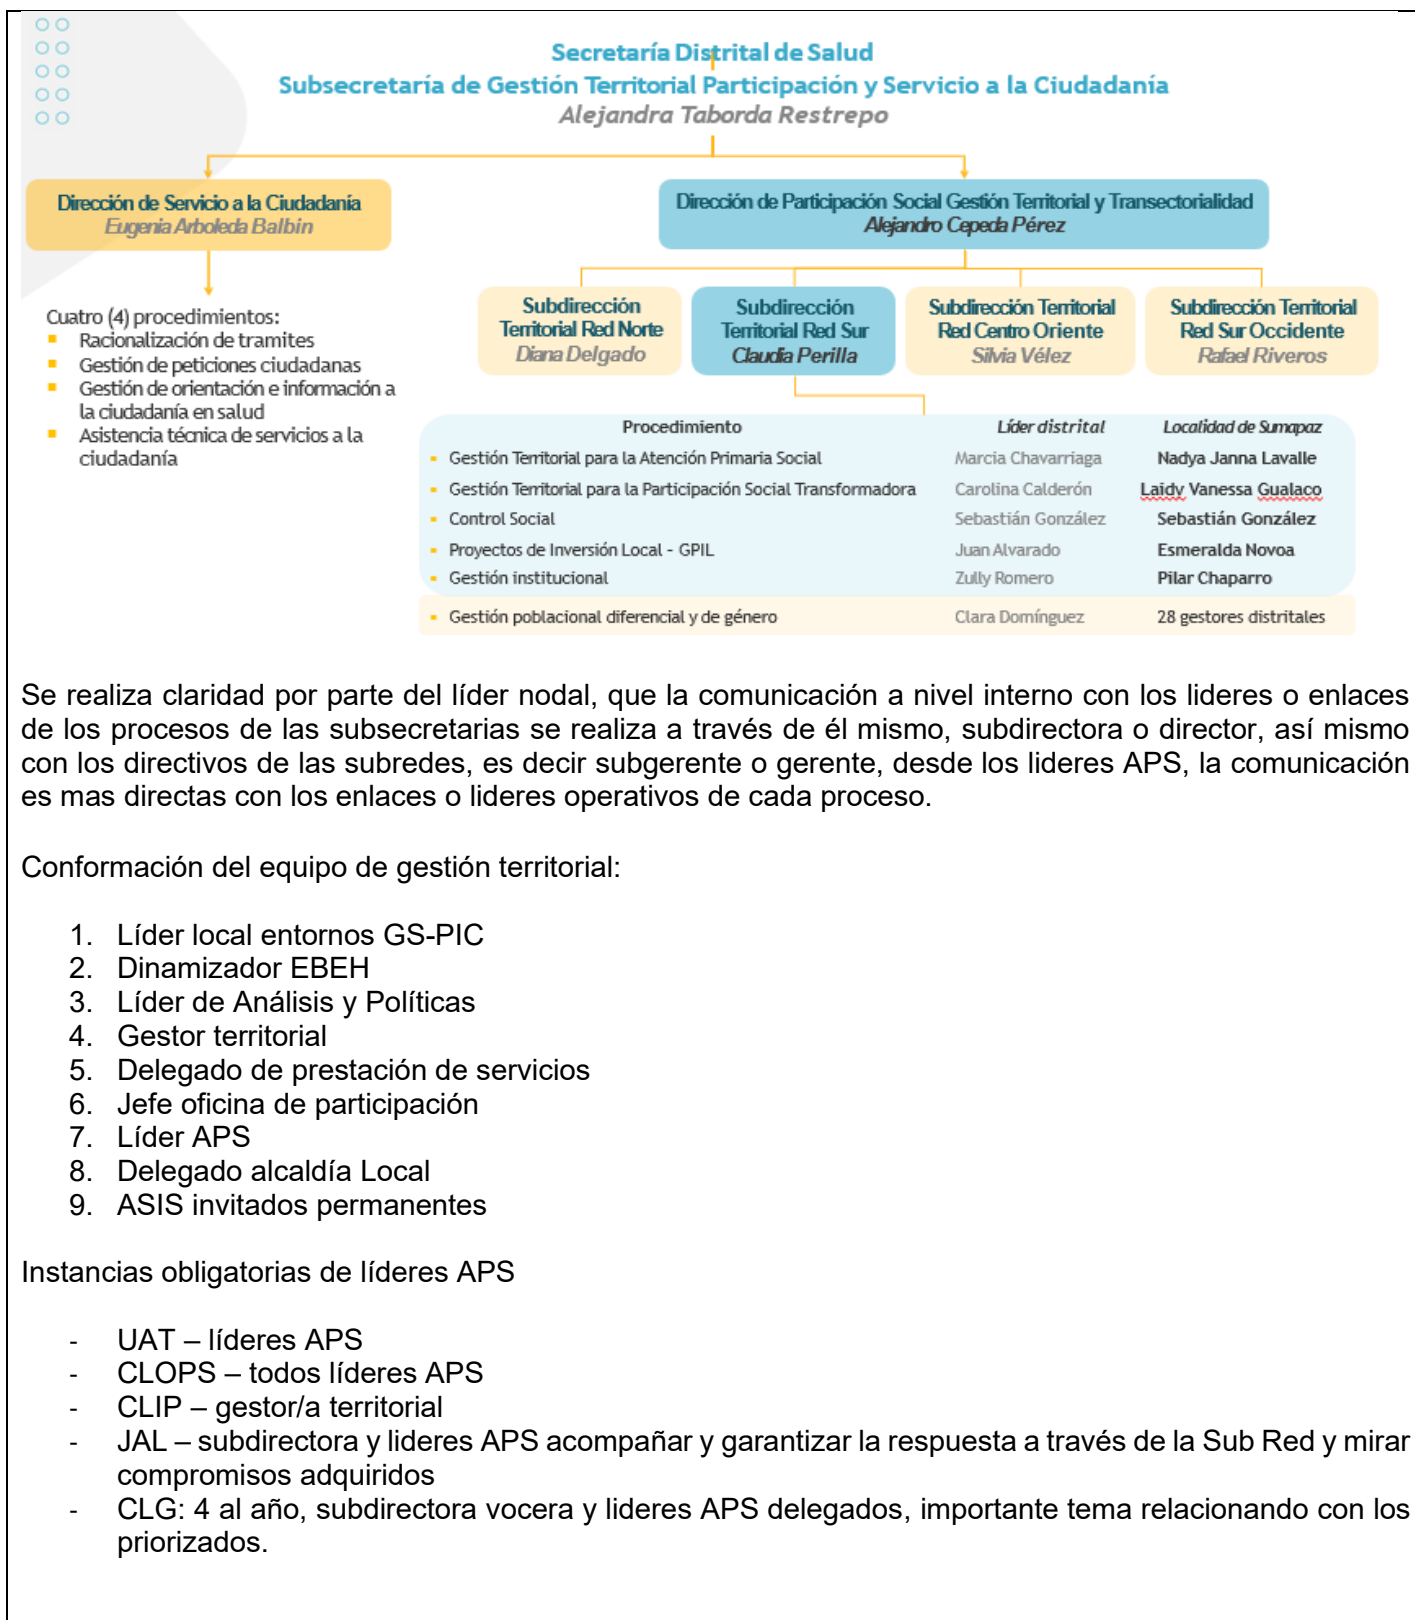 Secretaría Distrital de Salud
Subsecretaría de Gestión Territorial Participación y Servicio a la Ciudadanía
Alejandra Taborda Restrepo
Dirección de Servicio a la Ciudadanía
Eugenia Arboleda Balbin
Dirección de Participación Social Gestión Territorial y Transectorialidad
Alejandro Cepeda Pérez
Cuatro (4) procedimientos:
Racionalización de tramites
Gestión de peticiones ciudadanas
Gestión de orientación e información a
la ciudadanía en salud
Asistencia técnica de servicios a la
ciudadanía
Subdirección
Territorial Red Norte
Diana Delgado
Subdirección
Territorial Red Sur
Claudia Perilla
Subdirección Territorial
Red Centro Oriente
Silvia Vélez
Subdirección Territorial
Red Sur Occidente
Rafael Riveros
Procedimiento Líder distrital Localidad de Sumapaz
Gestión Territorial para la Atención Primaria Social Marcia Chavarriaga Nadya Janna Lavalle
Gestión Territorial para la Participación Social Transformadora Carolina Calderón Laidy Vanessa Gualaco
Control Social Sebastián González Sebastián González
Proyectos de Inversión Local - GPIL Juan Alvarado Esmeralda Novoa
Gestión institucional Zully Romero Pilar Chaparro
Gestión poblacional diferencial y de género Clara Domínguez 28 gestores distritales
Se realiza claridad por parte del líder nodal, que la comunicación a nivel interno con los lideres o enlaces
de los procesos de las subsecretarias se realiza a través de él mismo, subdirectora o director, así mismo
con los directivos de las subredes, es decir subgerente o gerente, desde los lideres APS, la comunicación
es mas directas con los enlaces o lideres operativos de cada proceso.
Conformación del equipo de gestión territorial:
1. Líder local entornos GS-PIC
2. Dinamizador EBEH
3. Líder de Análisis y Políticas
4. Gestor territorial
5. Delegado de prestación de servicios
6. Jefe oficina de participación
7. Líder APS
8. Delegado alcaldía Local
9. ASIS invitados permanentes
Instancias obligatorias de líderes APS
- UAT – líderes APS
- CLOPS – todos líderes APS
- CLIP – gestor/a territorial
- JAL – subdirectora y lideres APS acompañar y garantizar la respuesta a través de la Sub Red y mirar
compromisos adquiridos
- CLG: 4 al año, subdirectora vocera y lideres APS delegados, importante tema relacionando con los
priorizados.